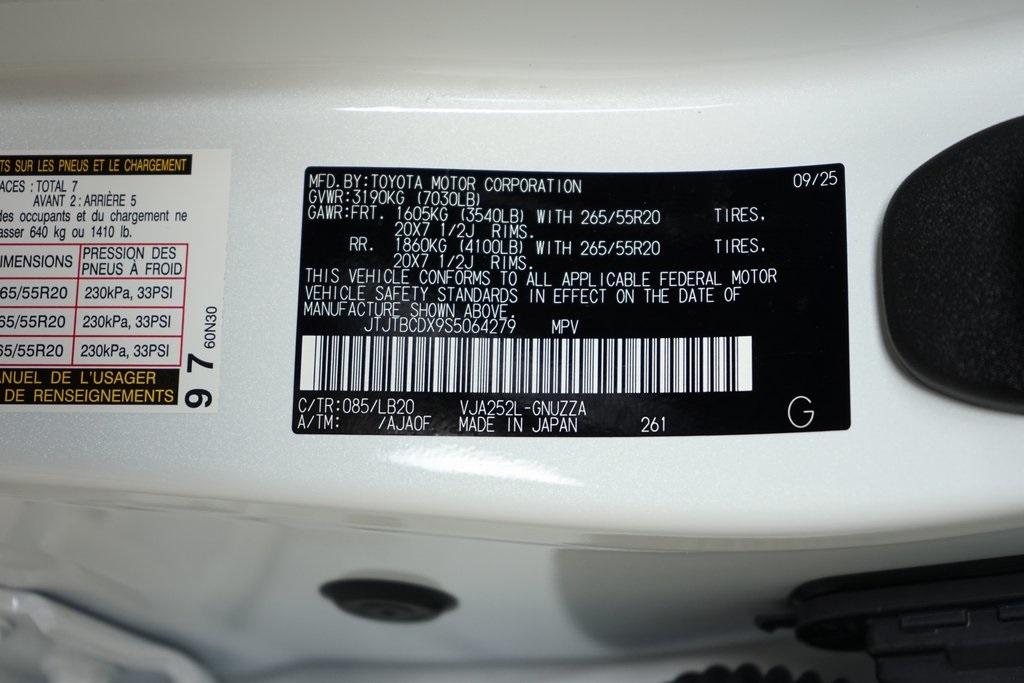 TS SUR LES PNEUS ET LE CHARGEMENT
ACES : TOTAL 7
AVANT 2 : ARRIÈRE 5
des occupants et du chargement ne
asser 640 kg ou 1410 lb.
IMENSIONS PRESSION DES PNEUS À FROID
65/55R20 230kPa, 33PSI
65/55R20 230kPa, 33PSI
65/55R20 230kPa, 33PSI
ANUEL DE L'USAGER
DE RENSEIGNEMENTS
97
60N30
MFD. BY: TOYOTA MOTOR CORPORATION 09/25
GVWR: 3190KG (7030LB)
GAWR: FRT. 1605KG (3540LB) WITH 265/55R20 TIRES,
20X7 1/2J RIMS.
RR. 1860KG (4100LB) WITH 265/55R20 TIRES,
20X7 1/2J RIMS.
THIS VEHICLE CONFORMS TO ALL APPLICABLE FEDERAL MOTOR
VEHICLE SAFETY STANDARDS IN EFFECT ON THE DATE OF
MANUFACTURE SHOWN ABOVE.
JTJTBCDX9S5064279 MPV
C/TR: 085/LB20 VJA252L-GNUZZA
A/TM: /AJA0F MADE IN JAPAN 261 G